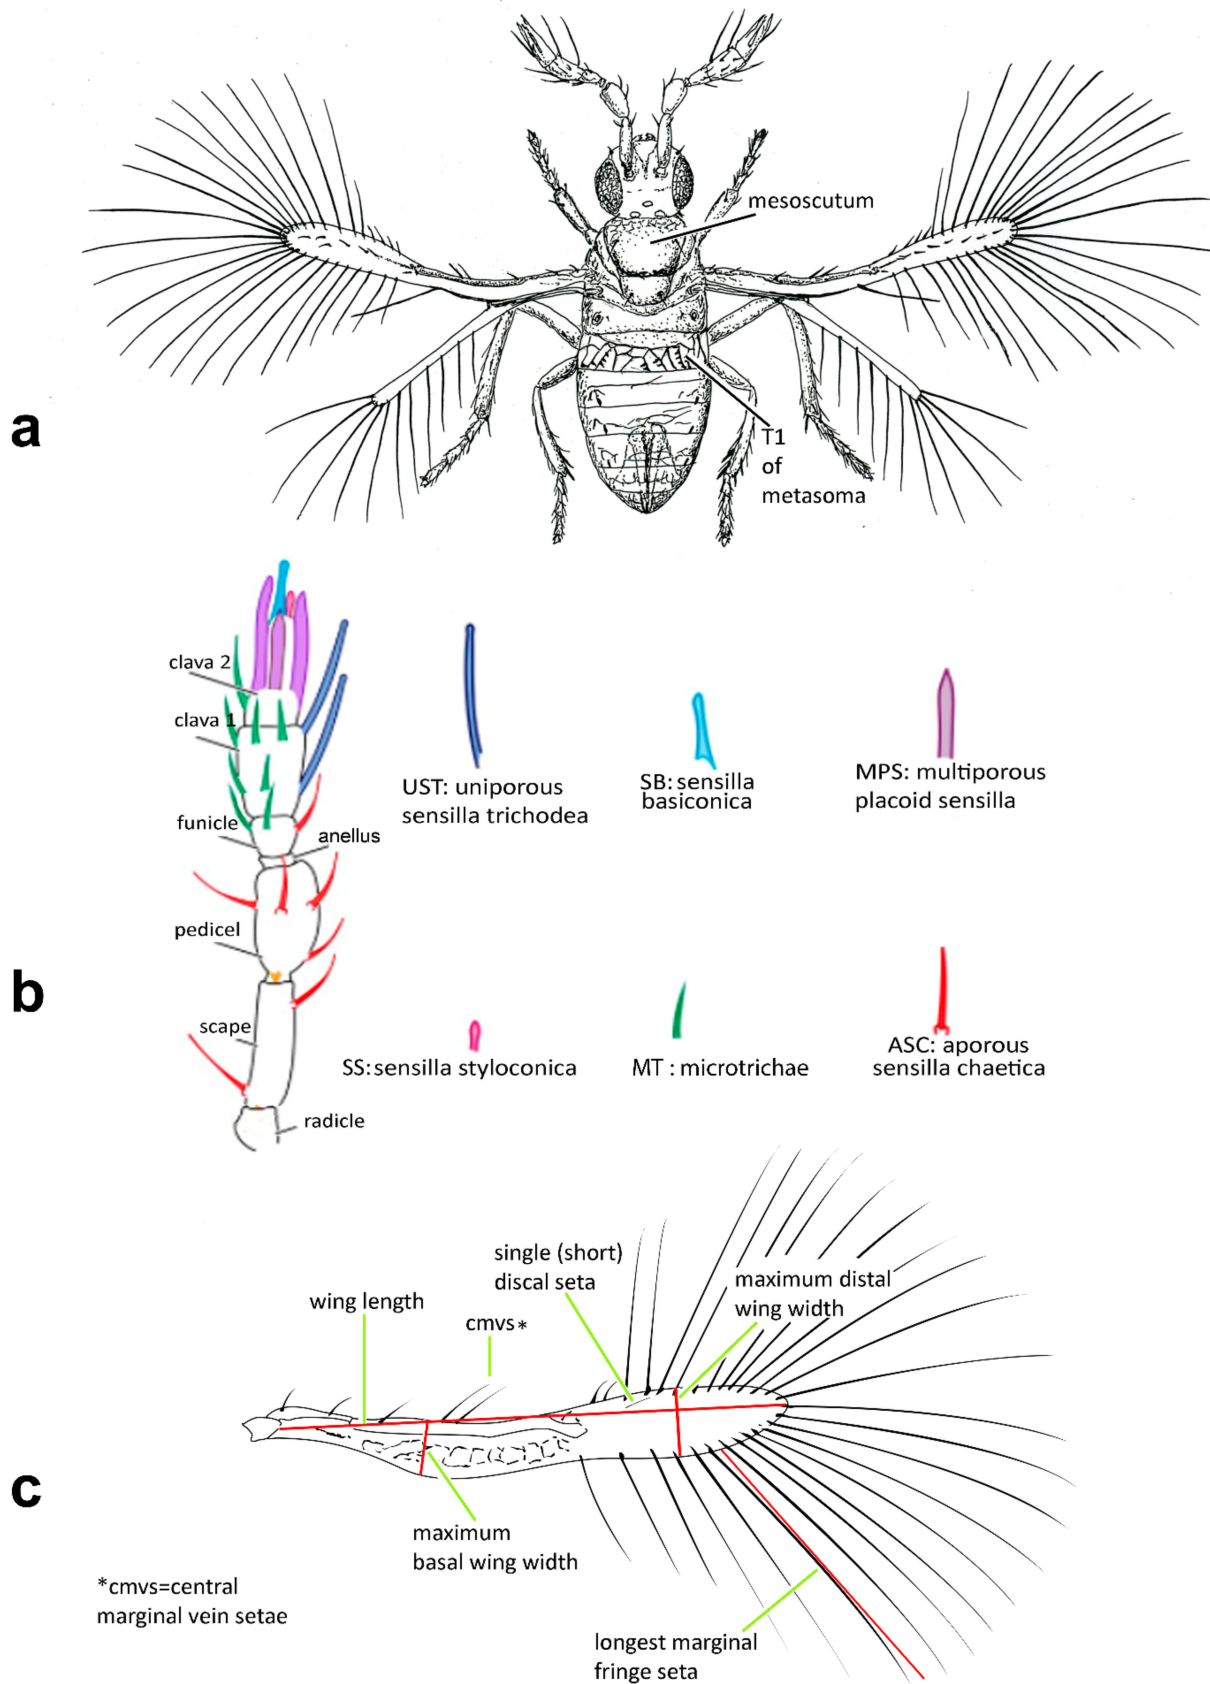 mesoscutum
T1
of
metasoma
a
clava 2
clava 1
funicle
anellus
pedicel
scape
radicle
UST: uniporous
sensilla trichodea
SB: sensilla
basiconica
MPS: multiporous
placoid sensilla
SS: sensilla styloconica
MT : microtrichae
ASC: aporous
sensilla chaetica
b
single (short)
discal seta
maximum distal
wing width
wing length
cmvs*
maximum
basal wing width
c
*cmvs=central
marginal vein setae
longest marginal
fringe seta